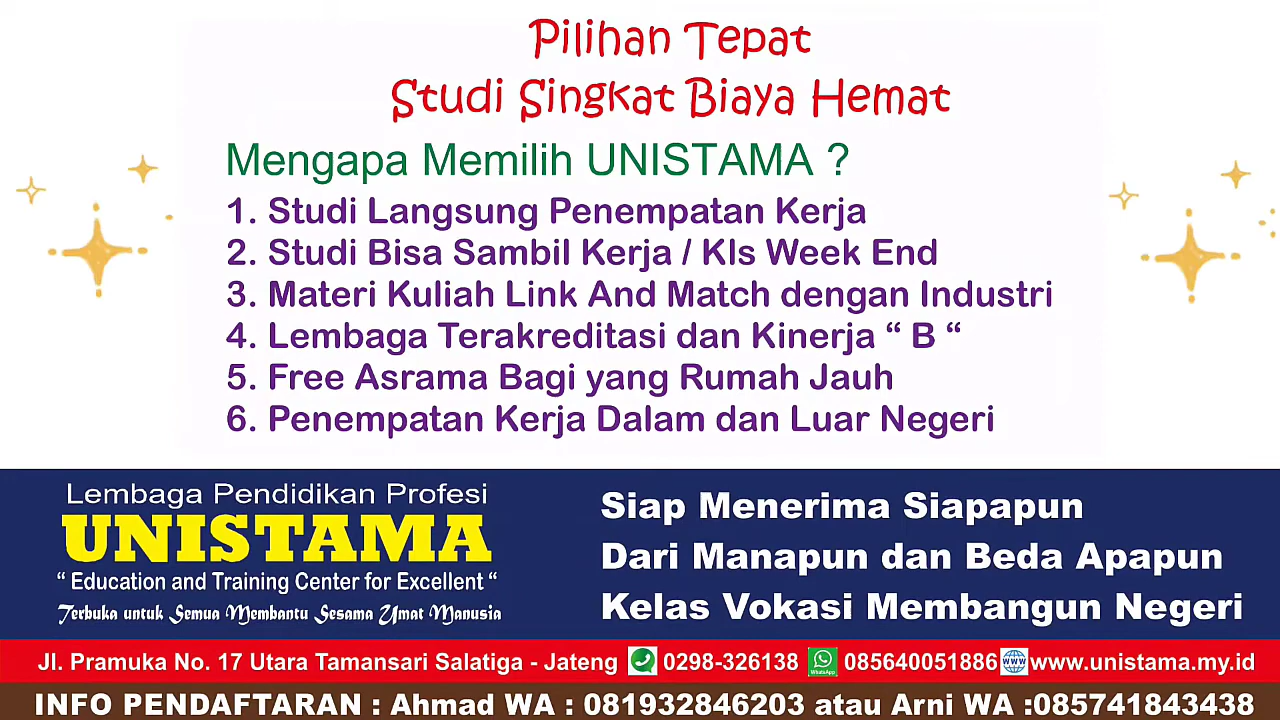 Pilihan Tepat
Studi Singkat Biaya Hemat
Mengapa Memilih UNISTAMA ?
1. Studi Langsung Penempatan Kerja
2. Studi Bisa Sambil Kerja / Kls Week End
3. Materi Kuliah Link And Match dengan Industri
4. Lembaga Terakreditasi dan Kinerja “ B “
5. Free Asrama Bagi yang Rumah Jauh
6. Penempatan Kerja Dalam dan Luar Negeri
Lembaga Pendidikan Profesi
UNISTAMA
“ Education and Training Center for Excellent “
Terbuka untuk Semua Membantu Sesama Umat Manusia
Siap Menerima Siapapun
Dari Manapun dan Beda Apapun
Kelas Vokasi Membangun Negeri
Jl. Pramuka No. 17 Utara Tamansari Salatiga - Jateng 0298-326138 WhatsApp 085640051886 www www.unistama.my.id
INFO PENDAFTARAN : Ahmad WA : 081932846203 atau Arni WA :085741843438